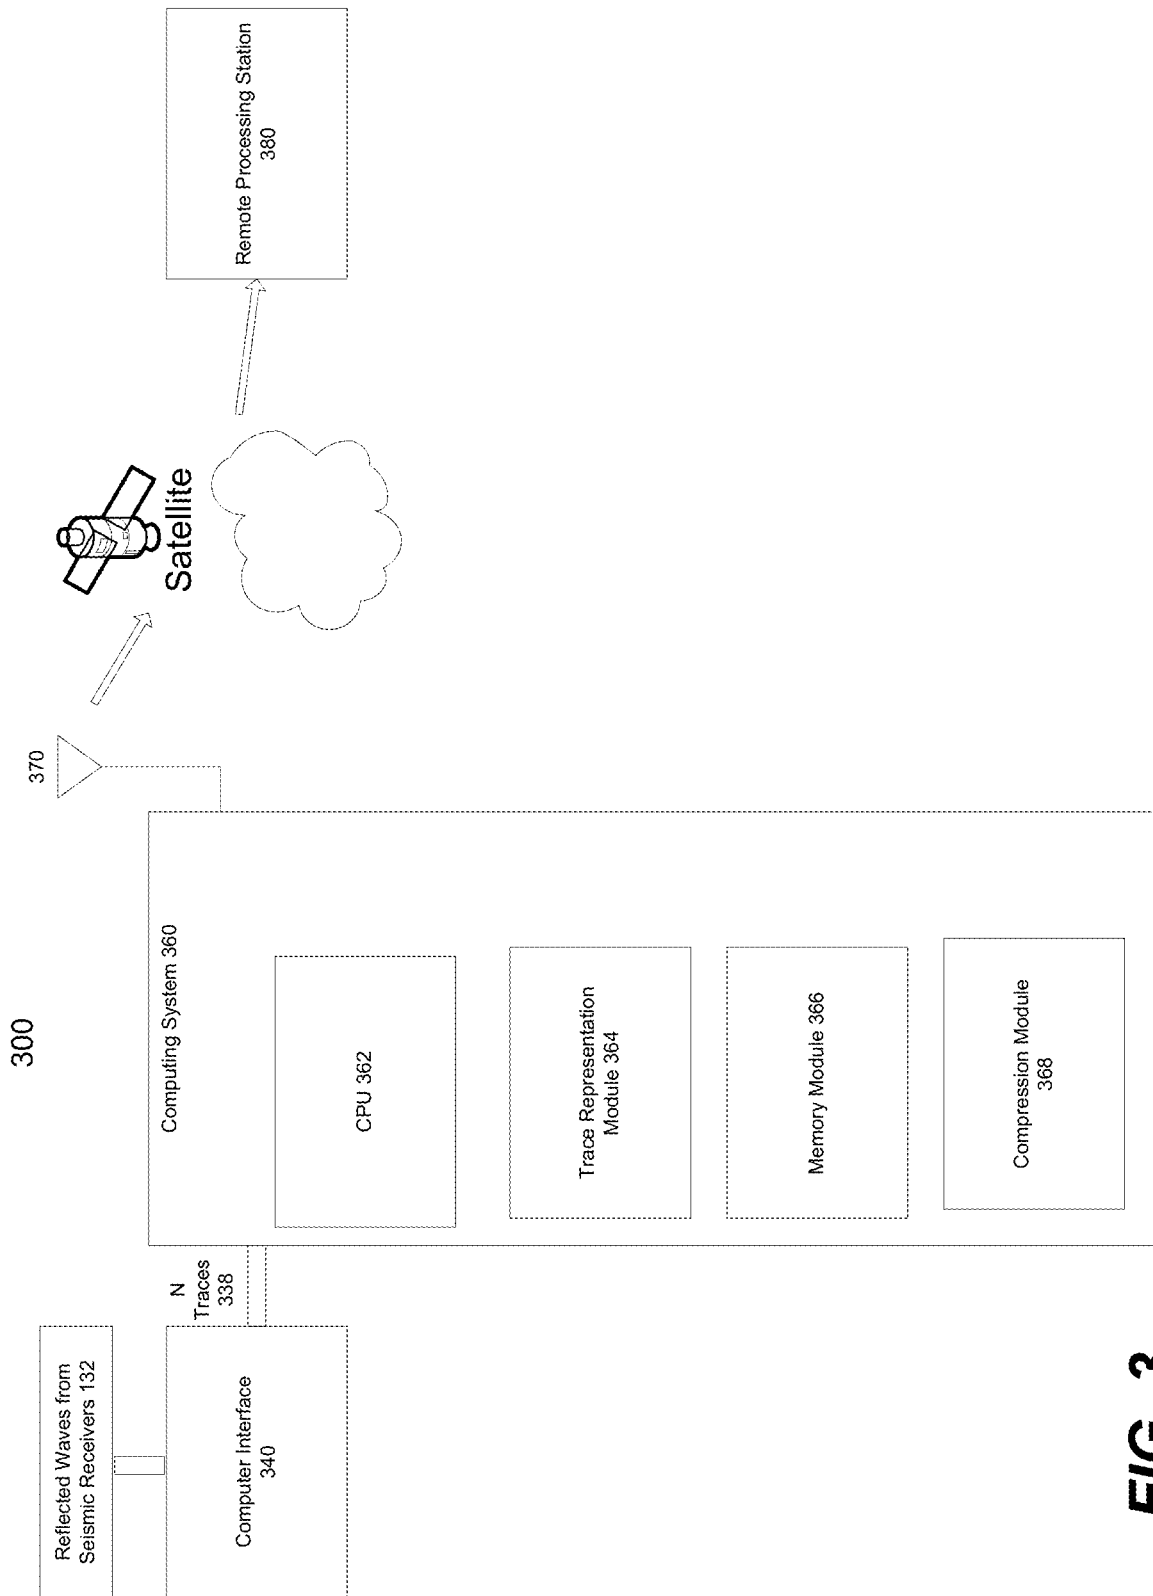 300
Reflected Waves from
Seismic Receivers 132
Computer Interface
340
N
Traces
338
Computing System 360
CPU 362
Trace Representation
Module 364
Memory Module 366
Compression Module
368
370
Satellite
Remote Processing Station
380
FIG